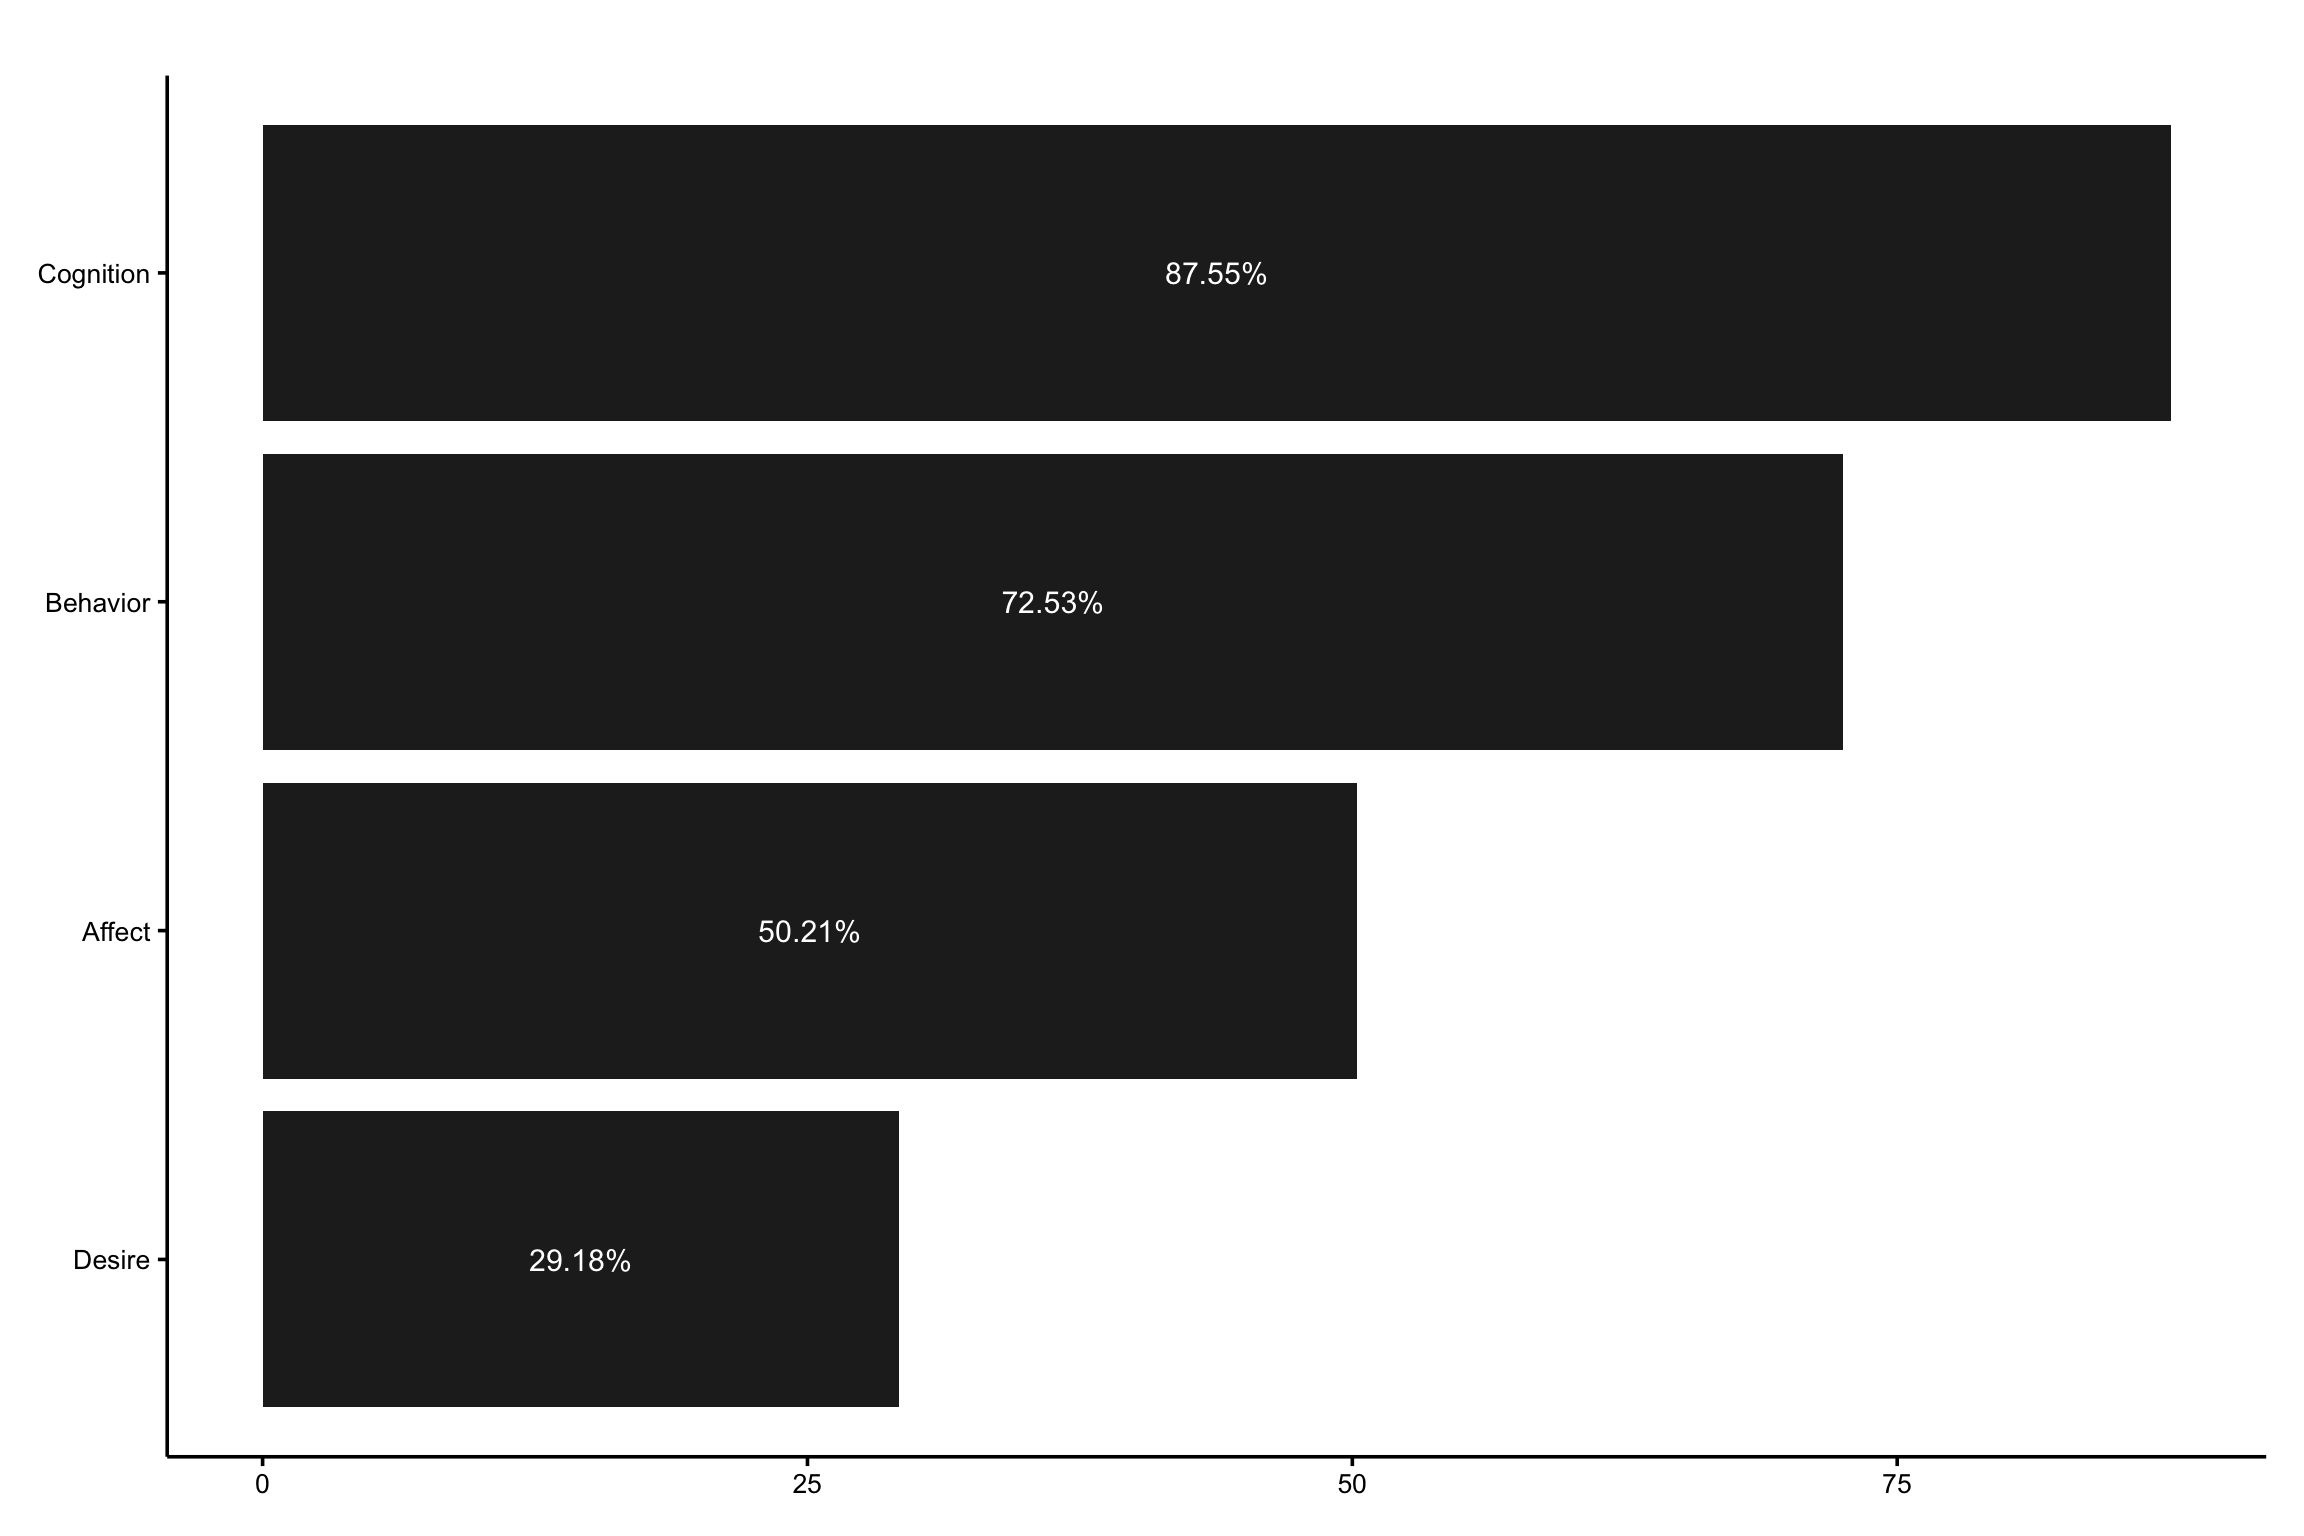 Cognition
87.55%
Behavior
72.53%
Affect
50.21%
Desire
29.18%
0 25 50 75